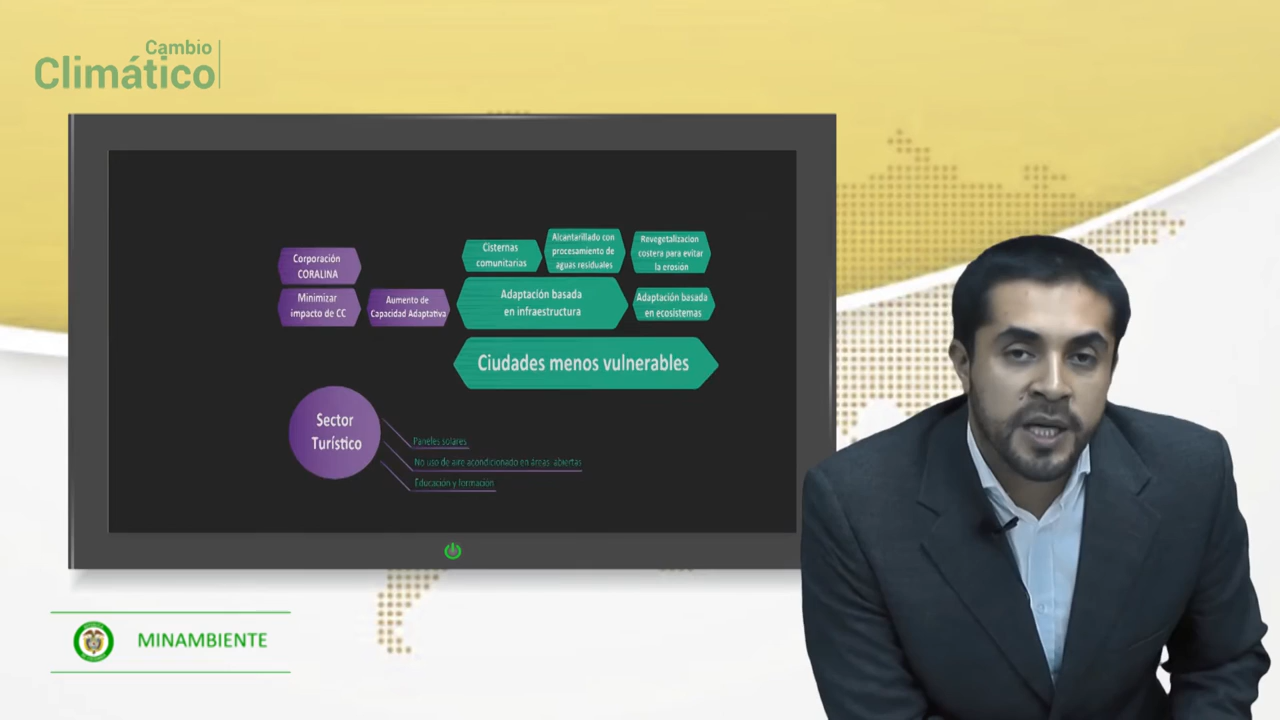 Cambio
Climático
Corporación
CORALINA
Minimizar
impacto de CC
Aumento de
Capacidad Adaptativa
Cisternas
comunitarias
Alcantarillado con
procesamiento de
aguas residuales
Revegetalizacion
costera para evitar
la erosión
Adaptación basada
en infraestructura
Adaptación basada
en ecosistemas
Ciudades menos vulnerables
Sector
Turístico
Paneles solares
No uso de aire acondicionado en áreas abiertas
Educación y formación
MINAMBIENTE